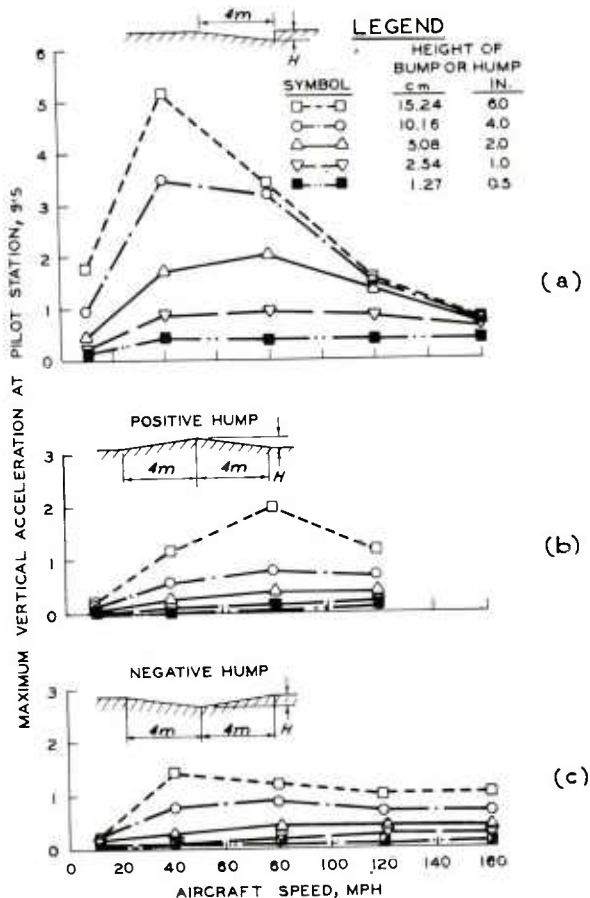 4m
H
LEGEND
HEIGHT OF
BUMP OR HUMP
SYMBOL cm IN.
15.24 6.0
10.16 4.0
5.08 2.0
2.54 1.0
1.27 0.5
MAXIMUM VERTICAL ACCELERATION AT PILOT STATION, g'S
6
5
4
3
2
1
0
(a)
POSITIVE HUMP
4m 4m
H
3
2
1
0
(b)
NEGATIVE HUMP
4m 4m
H
3
2
1
0
(c)
0 20 40 60 80 100 120 140 160
AIRCRAFT SPEED, MPH